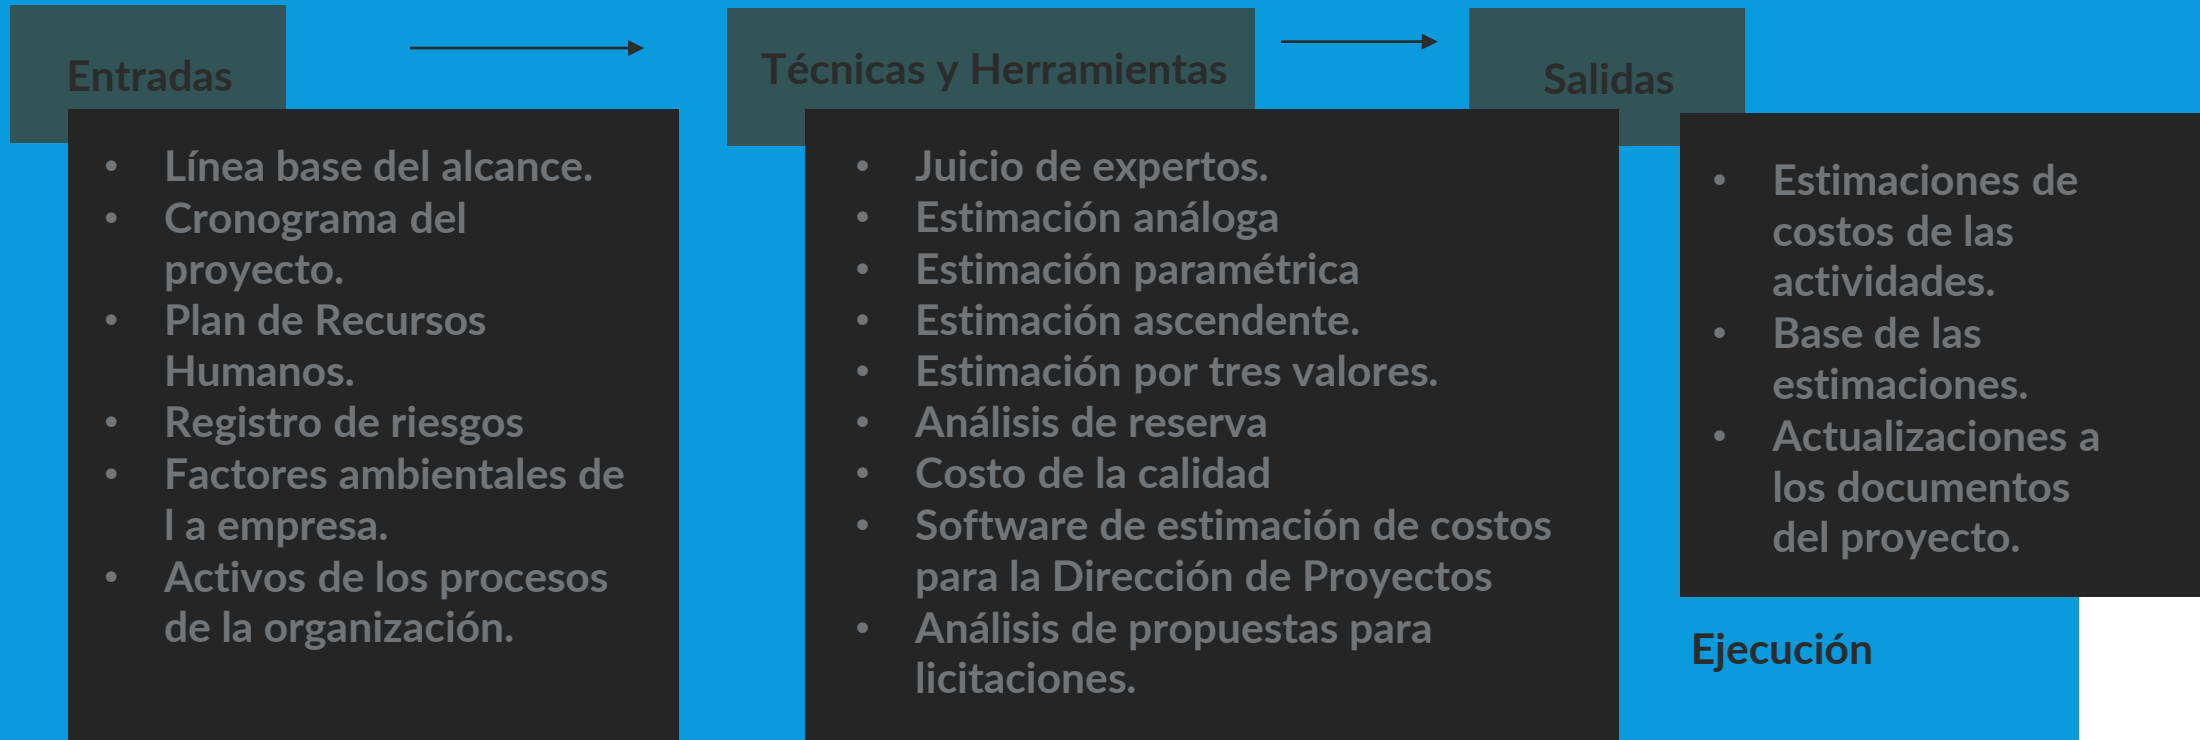 Entradas
• Línea base del alcance.
• Cronograma del
proyecto.
• Plan de Recursos
Humanos.
• Registro de riesgos
• Factores ambientales de
l a empresa.
• Activos de los procesos
de la organización.
Técnicas y Herramientas
• Juicio de expertos.
• Estimación análoga
• Estimación paramétrica
• Estimación ascendente.
• Estimación por tres valores.
• Análisis de reserva
• Costo de la calidad
• Software de estimación de costos
para la Dirección de Proyectos
• Análisis de propuestas para
licitaciones.
Salidas
• Estimaciones de
costos de las
actividades.
• Base de las
estimaciones.
• Actualizaciones a
los documentos
del proyecto.
Ejecución